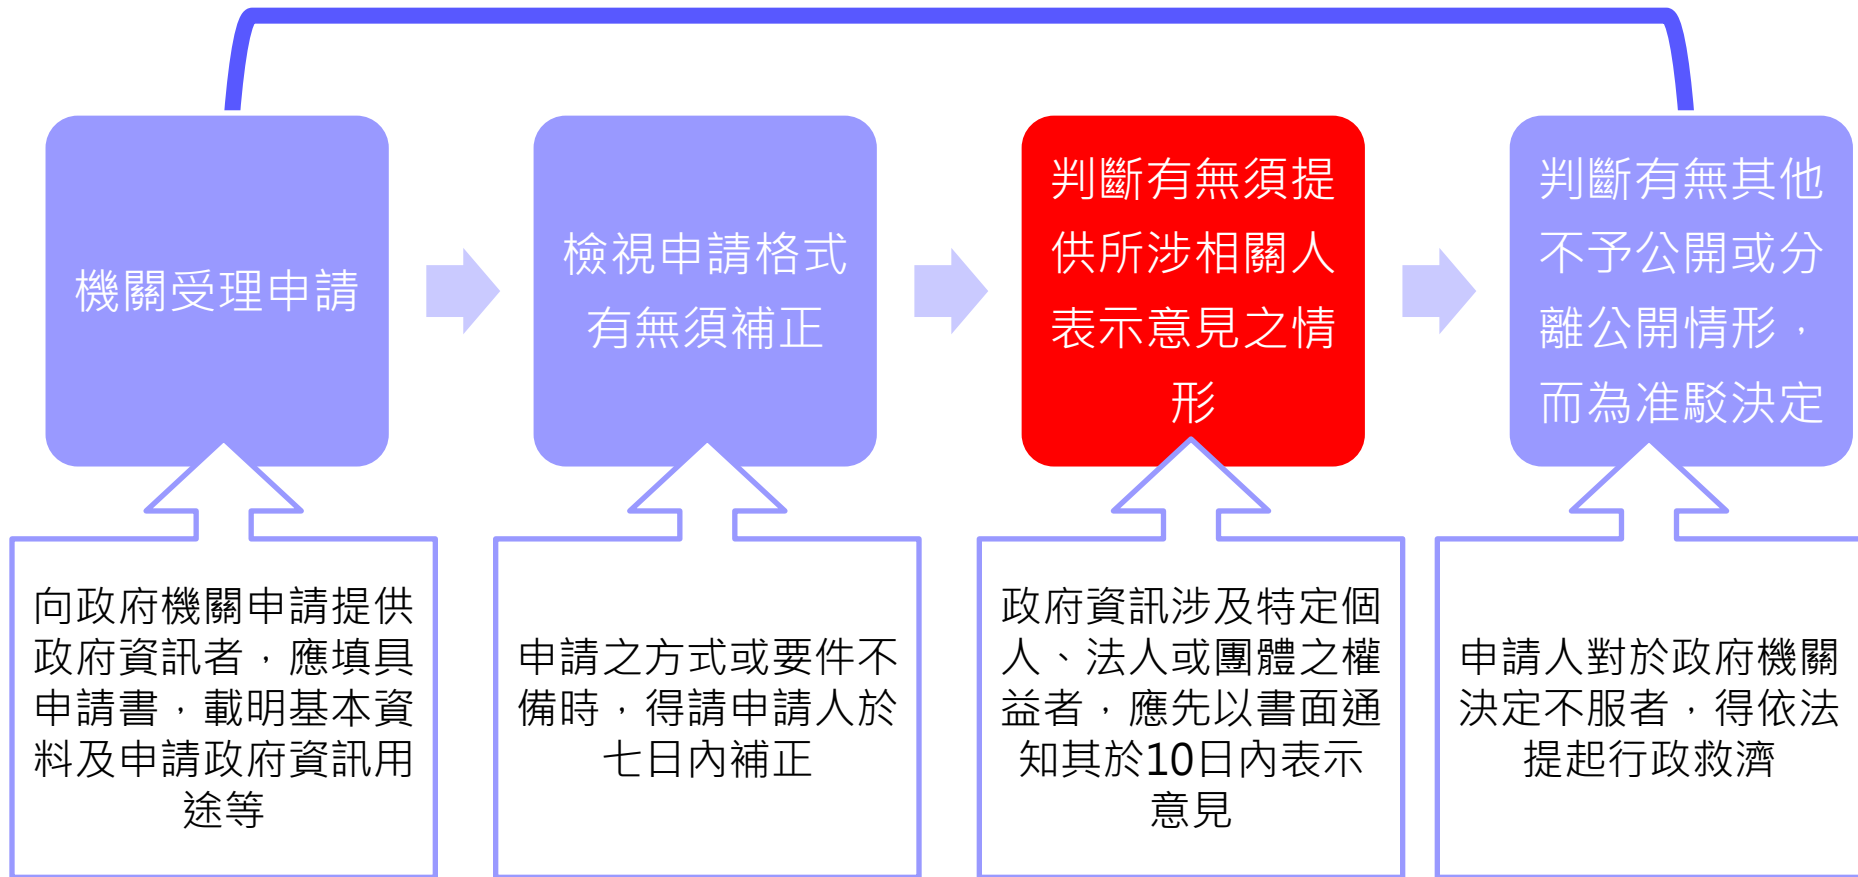 機關受理申請
檢視申請格式
有無須補正
判斷有無須提
供所涉相關人
表示意見之情
形
判斷有無其他
不予公開或分
離公開情形，
而為准駁決定
向政府機關申請提供
政府資訊者，應填具
申請書，載明基本資
料及申請政府資訊用
途等
申請之方式或要件不
備時，得請申請人於
七日內補正
政府資訊涉及特定個
人、法人或團體之權
益者，應先以書面通
知其於10日內表示
意見
申請人對於政府機關
決定不服者，得依法
提起行政救濟